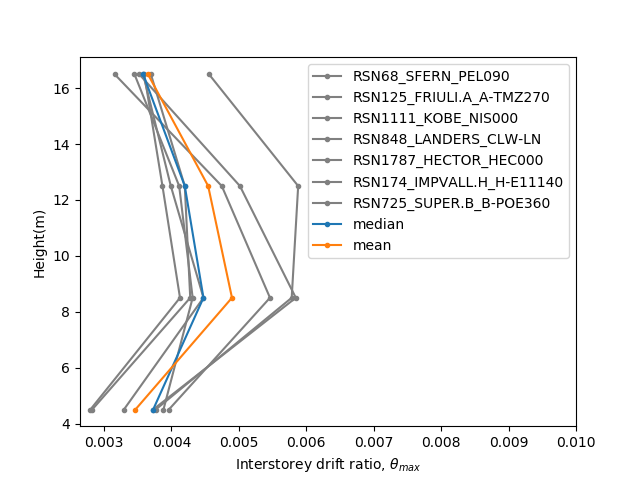 RSN68_SFERN_PEL090
RSN125_FRIULI.A_A-TMZ270
RSN1111_KOBE_NIS000
RSN848_LANDERS_CLW-LN
RSN1787_HECTOR_HEC000
RSN174_IMPVALL.H_H-E11140
RSN725_SUPER.B_B-POE360
median
mean
Height(m)
16
14
12
10
8
6
4
0.003 0.004 0.005 0.006 0.007 0.008 0.009 0.010
Interstorey drift ratio, θmax